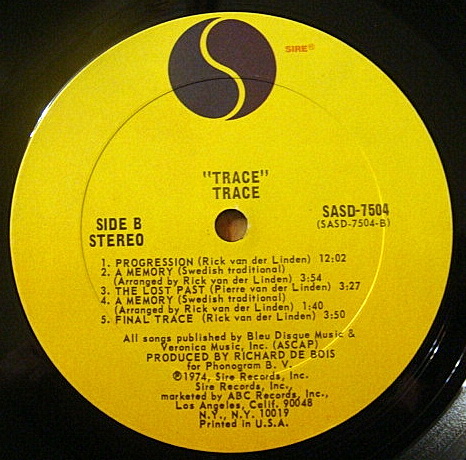 SIRE®
"TRACE"
TRACE
SIDE B
STEREO
SASD-7504
(SASD-7504-B)
1. PROGRESSION (Rick van der Linden) 12:02
2. A MEMORY (Swedish traditional)
(Arranged by Rick van der Linden) 3:54
3. THE LOST PAST (Pierre van der Linden) 3:27
4. A MEMORY (Swedish traditional)
(Arranged by Rick van der Linden) 1:40
5. FINAL TRACE (Rick van der Linden) 3:50
All songs published by Bleu Disque Music &
Veronica Music, Inc. (ASCAP)
PRODUCED BY RICHARD DE BOIS
for Phonogram B. V.
℗1974, Sire Records, Inc.
Sire Records, Inc.,
marketed by ABC Records, Inc.,
Los Angeles, Calif. 90048
N.Y., N.Y. 10019
Printed in U.S.A.